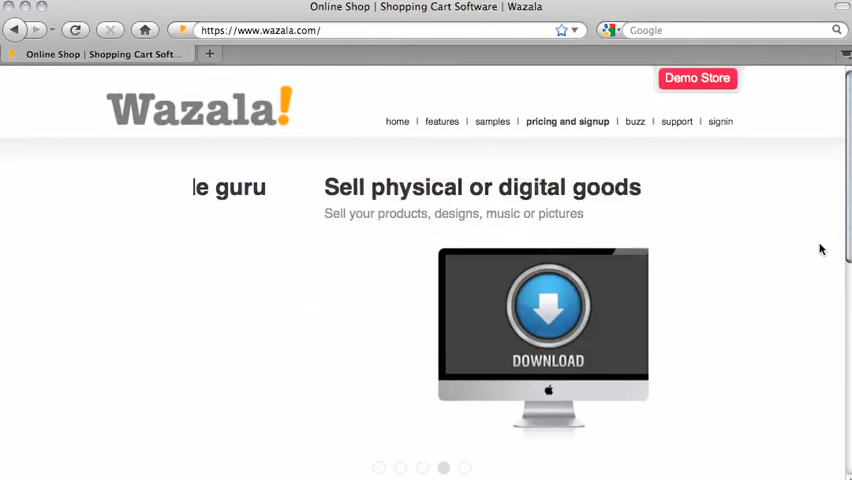 Online Shop | Shopping Cart Software | Wazala
https://www.wazala.com/
Google
Online Shop | Shopping Cart Soft...
Demo Store
Wazala!
home | features | samples | pricing and signup | buzz | support | signin
le guru
Sell physical or digital goods
Sell your products, designs, music or pictures
DOWNLOAD